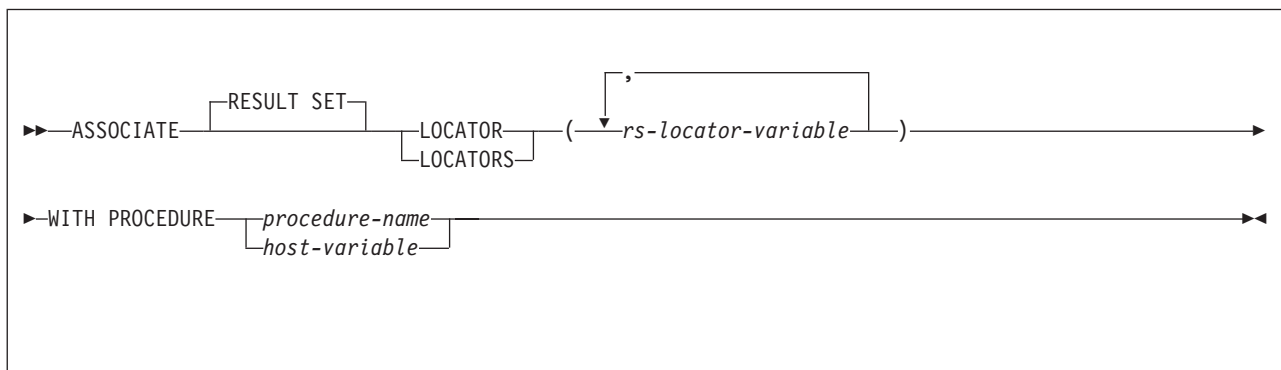 RESULT SET ,
ASSOCIATE LOCATOR ( rs-locator-variable )
LOCATORS
WITH PROCEDURE procedure-name
host-variable